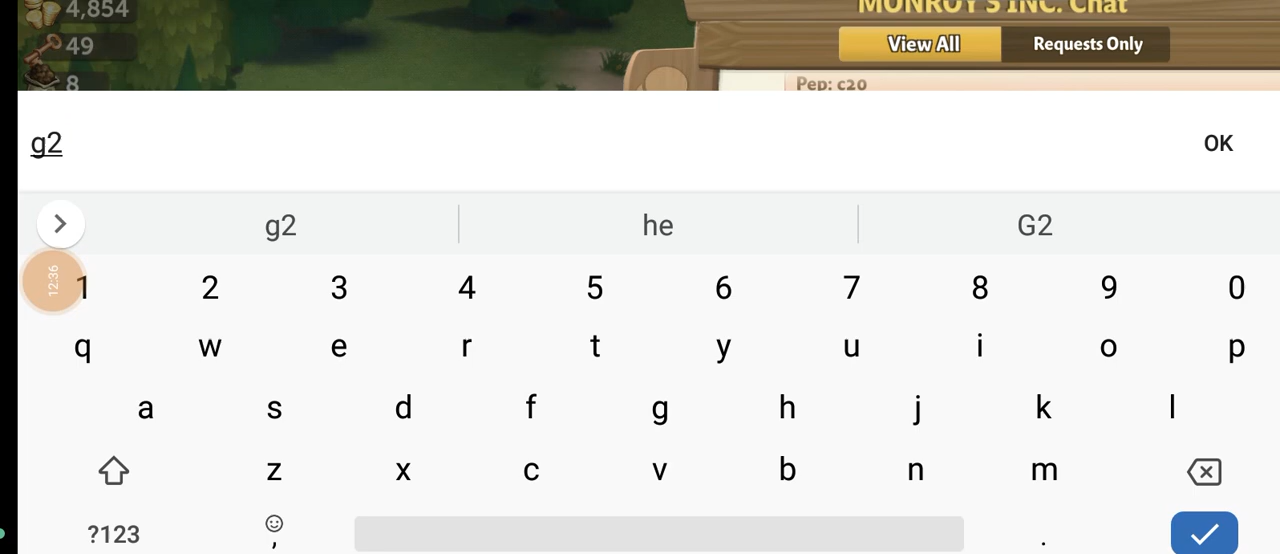 4,854
MONROY'S INC. Chat
49
View All Requests Only
8
Pep: c20
g2 OK
g2 he G2
12:36
1 2 3 4 5 6 7 8 9 0
q w e r t y u i o p
a s d f g h j k l
z x c v b n m
?123 , .